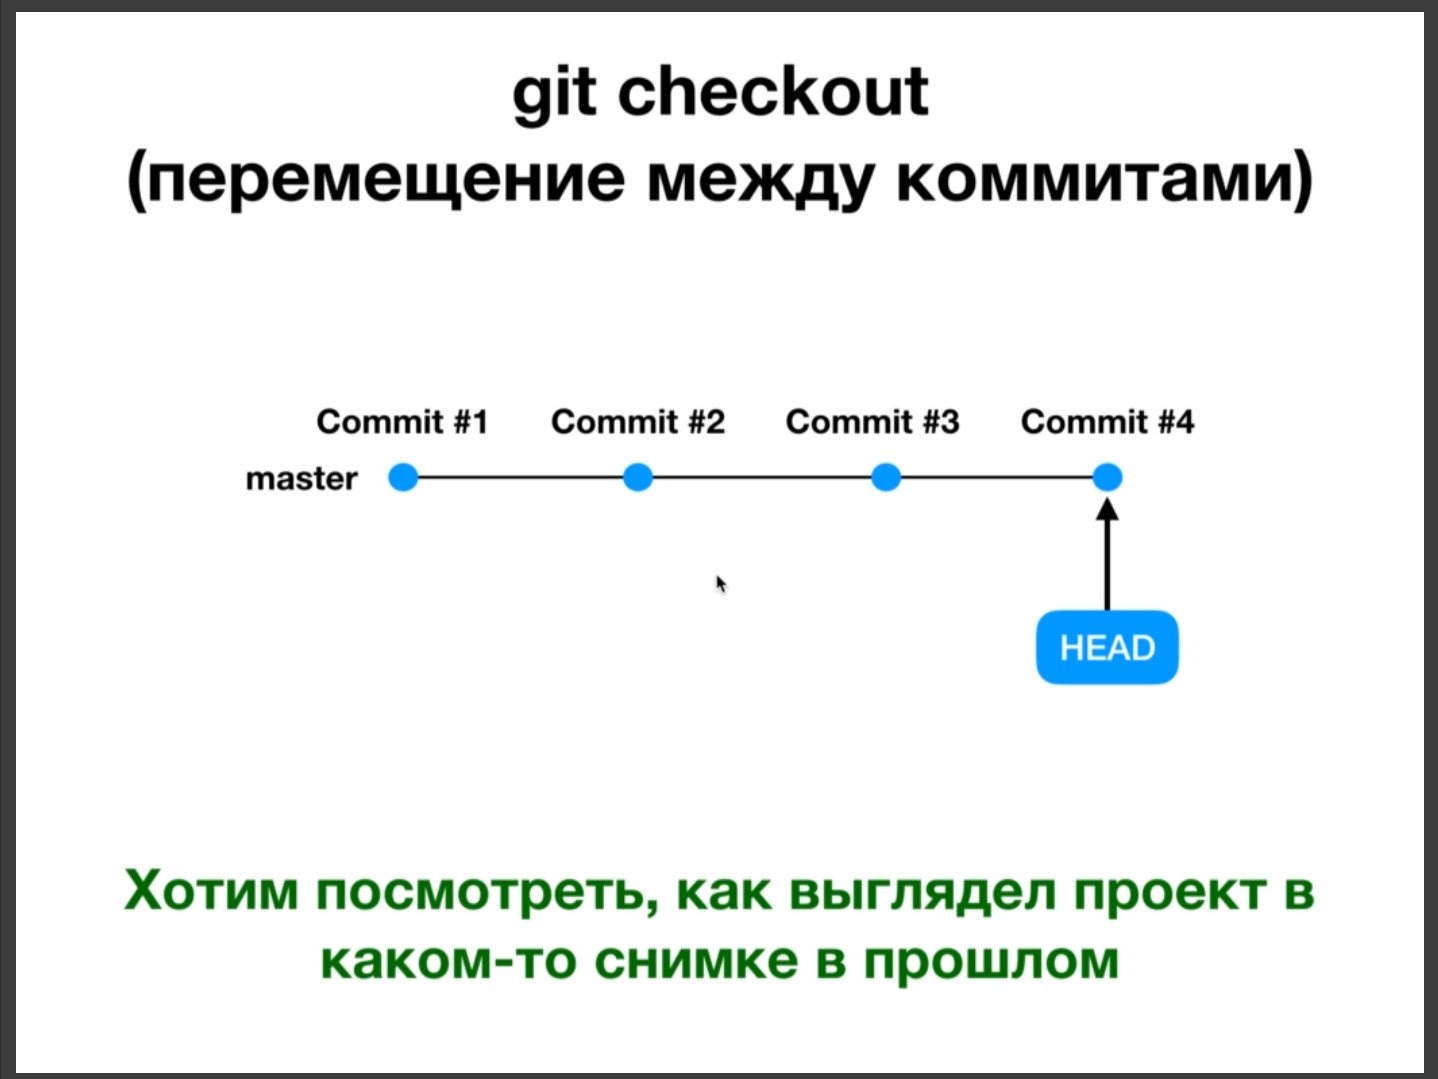 git checkout
(перемещение между коммитами)
Commit #1 Commit #2 Commit #3 Commit #4
master
HEAD
Хотим посмотреть, как выглядел проект в
каком-то снимке в прошлом